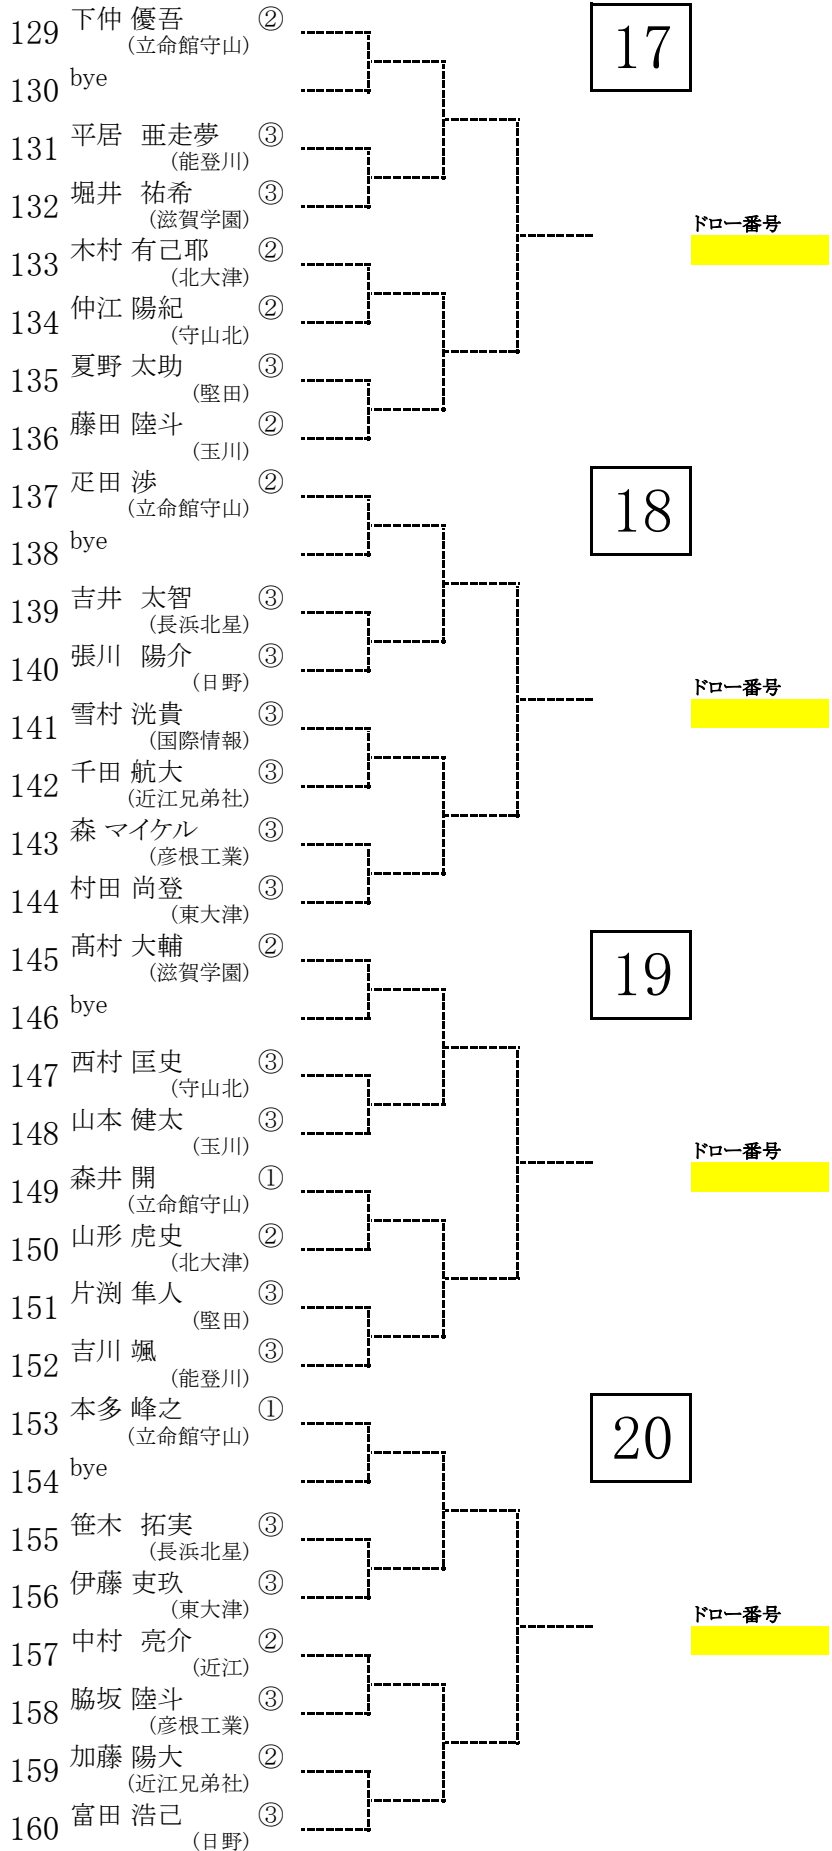 129 下仲 優吾 ②
(立命館守山)
17
130 bye
131 平居 亜走夢 ③
(能登川)
132 堀井 祐希 ③
(滋賀学園)
ドロー番号
133 木村 有己耶 ②
(北大津)
134 仲江 陽紀 ②
(守山北)
135 夏野 太助 ③
(堅田)
136 藤田 陸斗 ②
(玉川)
137 疋田 渉 ②
(立命館守山)
18
138 bye
139 吉井 太智 ③
(長浜北星)
140 張川 陽介 ③
(日野)
ドロー番号
141 雪村 洸貴 ③
(国際情報)
142 千田 航大 ③
(近江兄弟社)
143 森 マイケル ③
(彦根工業)
144 村田 尚登 ③
(東大津)
145 髙村 大輔 ②
(滋賀学園)
19
146 bye
147 西村 匡史 ③
(守山北)
148 山本 健太 ③
(玉川)
ドロー番号
149 森井 開 ①
(立命館守山)
150 山形 虎史 ②
(北大津)
151 片渕 隼人 ③
(堅田)
152 吉川 颯 ③
(能登川)
153 本多 峰之 ①
(立命館守山)
20
154 bye
155 笹木 拓実 ③
(長浜北星)
156 伊藤 吏玖 ③
(東大津)
ドロー番号
157 中村 亮介 ②
(近江)
158 脇坂 陸斗 ③
(彦根工業)
159 加藤 陽大 ②
(近江兄弟社)
160 富田 浩己 ③
(日野)